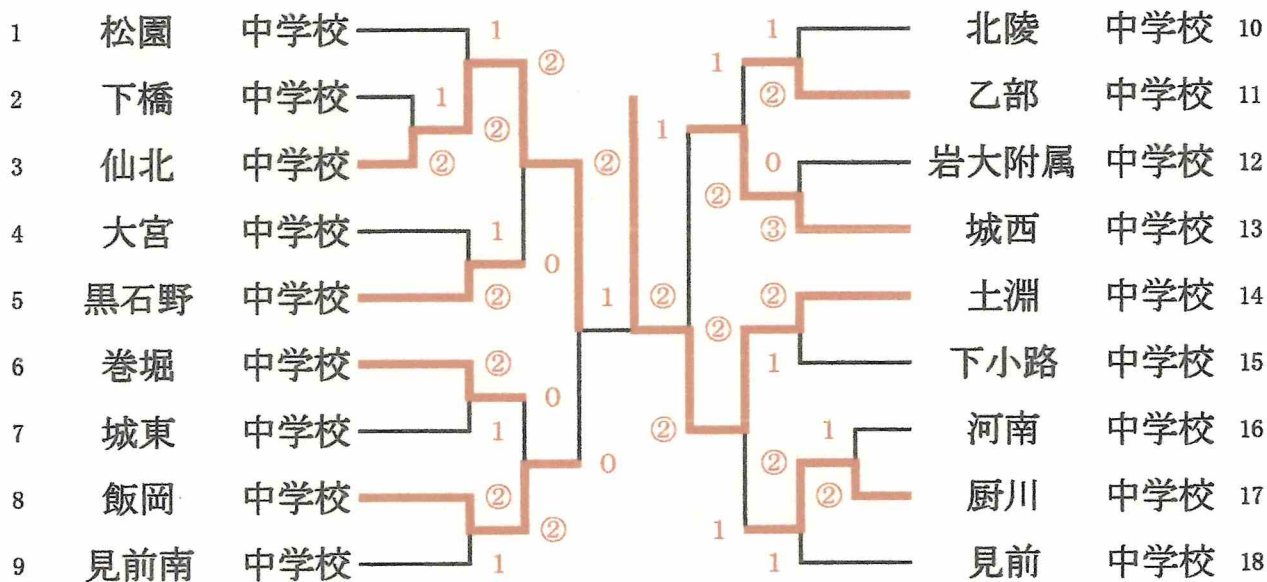 1 松園 中学校 1 1 北陵 中学校 10
②  1
2 下橋 中学校 1 ② 乙部 中学校 11
② 1
3 仙北 中学校 ② ② 0 岩大附属 中学校 12
②
4 大宮 中学校 1 ③ 城西 中学校 13
0
5 黒石野 中学校 ② 1 ② ② 土淵 中学校 14
②
6 巻堀 中学校 ② 1 下小路 中学校 15
0
7 城東 中学校 1 ② 1 河南 中学校 16
0 ②
8 飯岡 中学校 ② ② 厨川 中学校 17
② 1
9 見前南 中学校 1 1 見前 中学校 18